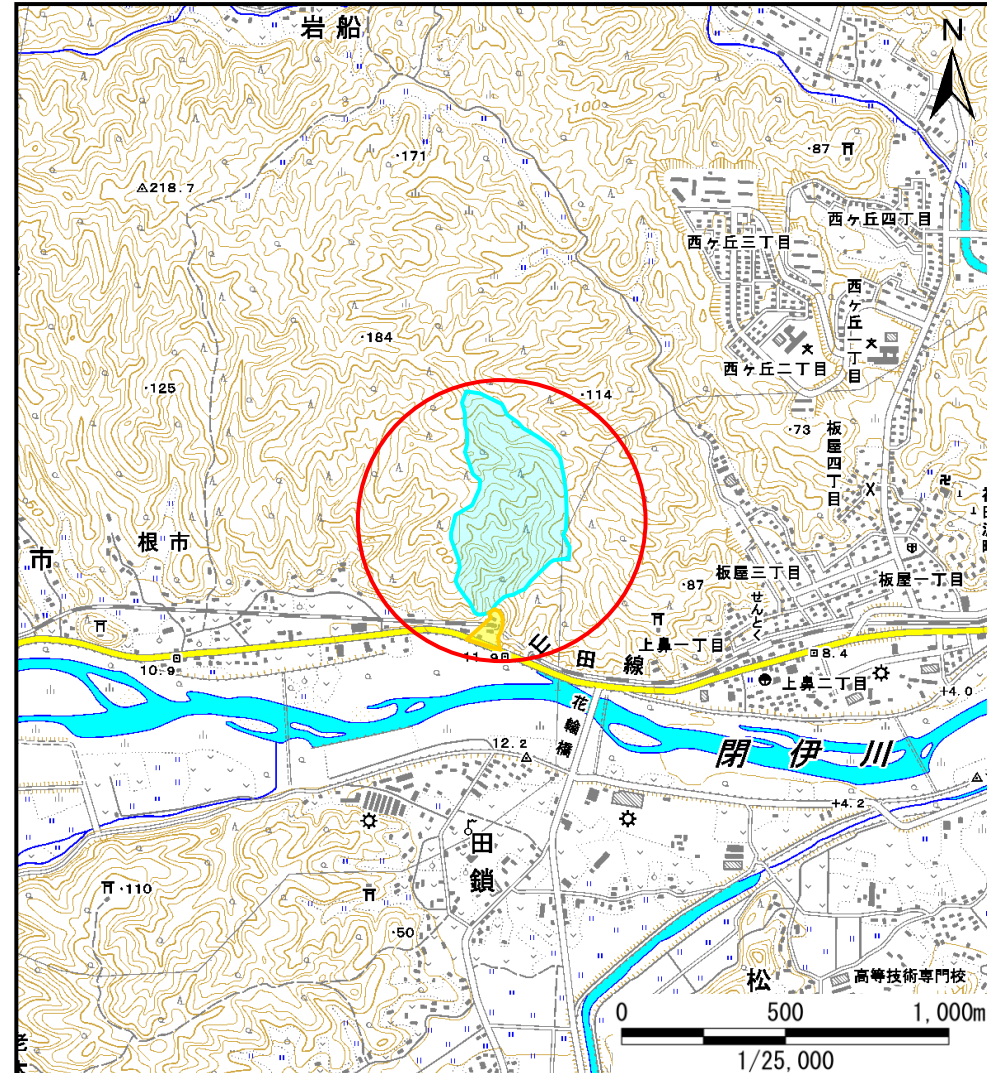 岩船
N
100
・87
・171
218.7
西ヶ丘四丁目
西ヶ丘三丁目
西ヶ丘一丁目
・184
西ヶ丘二丁目
・125
・114
・73
板屋四丁目
根市
市
板屋三丁目
板屋一丁目
・87
せんとく
上鼻一丁目
山田線
11.9
8.4
10.9
上鼻二丁目
+4.0
花輪橋
12.2
閉伊川
+4.2
田鎖
・110
・50
松
高等技術専門校
0 500 1,000m
1/25,000